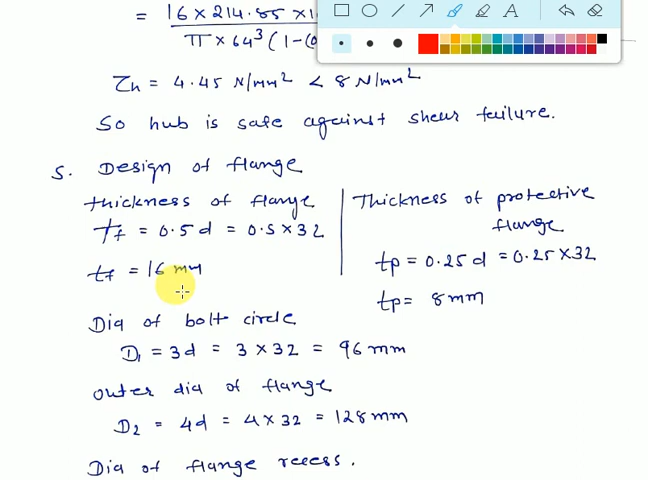 = 16 × 214.85 × 1
π × 64³ (1-(0
τh = 4.45 N/mm² < 8 N/mm²
So hub is safe against shear failure.
5. Design of flange
thickness of flange
tf = 0.5 d = 0.5 × 32
tf = 16 mm
Thickness of protective
flange
tp = 0.25 d = 0.25 × 32
tp = 8 mm
Dia of bolt circle
D₁ = 3d = 3 × 32 = 96 mm
outer dia of flange
D₂ = 4d = 4 × 32 = 128 mm
Dia of flange recess.